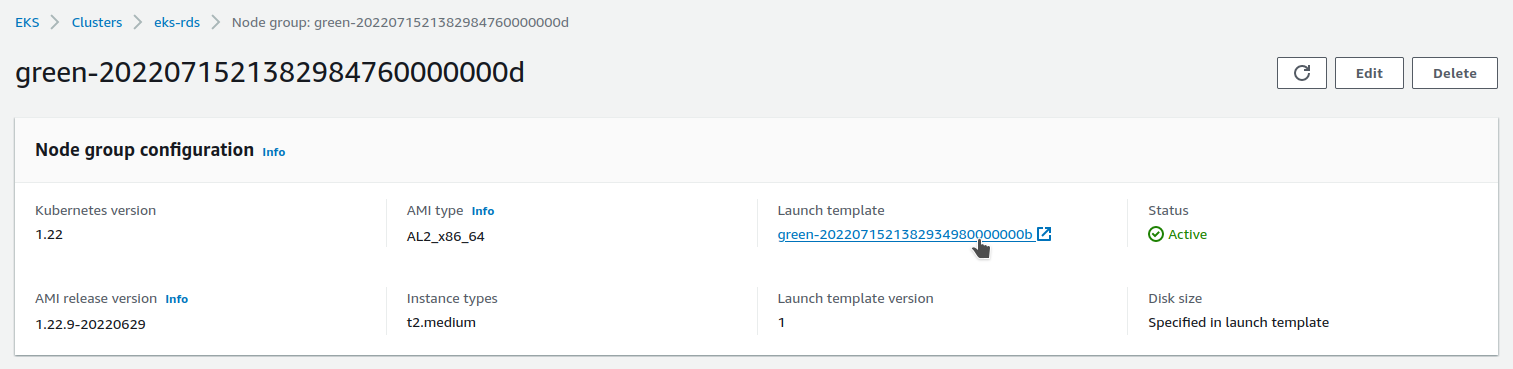 EKS Clusters eks-rds Node group: green-20220715213829847600000000d
green-20220715213829847600000000d
Edit
Delete
Node group configuration Info
Kubernetes version
1.22
AMI type Info
AL2_x86_64
Launch template
green-20220715213829349800000000b
Status
Active
AMI release version Info
1.22.9-20220629
Instance types
t2.medium
Launch template version
1
Disk size
Specified in launch template